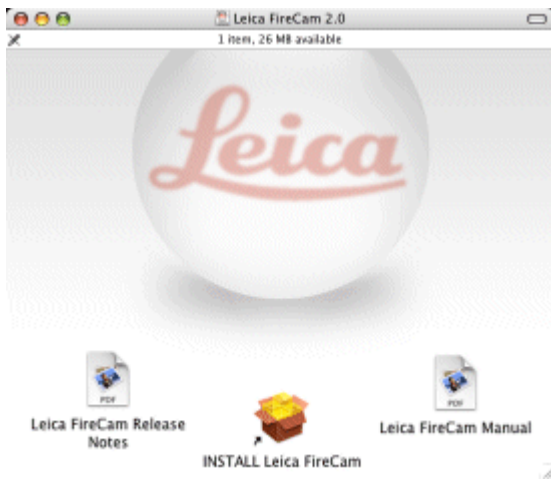 Leica FireCam 2.0
1 item, 26 MB available
Leica
PDF
PDF
Leica FireCam Release
Notes
Leica FireCam Manual
INSTALL Leica FireCam